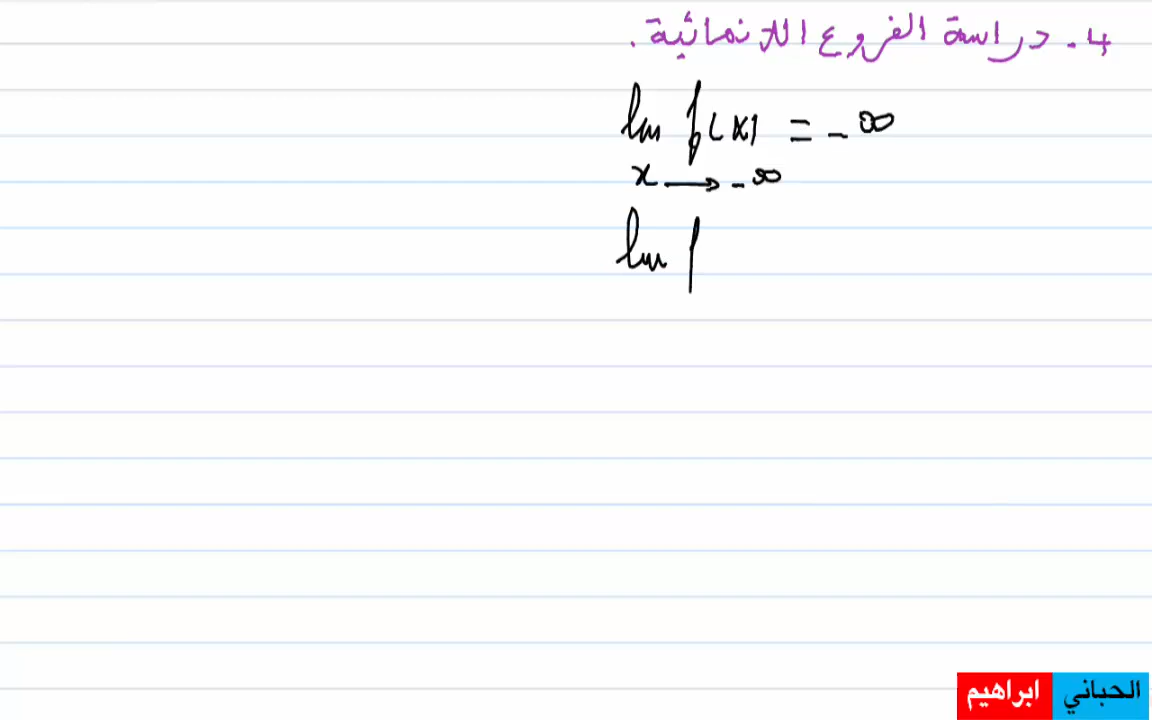 4. دراسة الفروع اللانهائية.
lim f(x) = -∞
x → -∞
lim f
الحباني ابراهيم